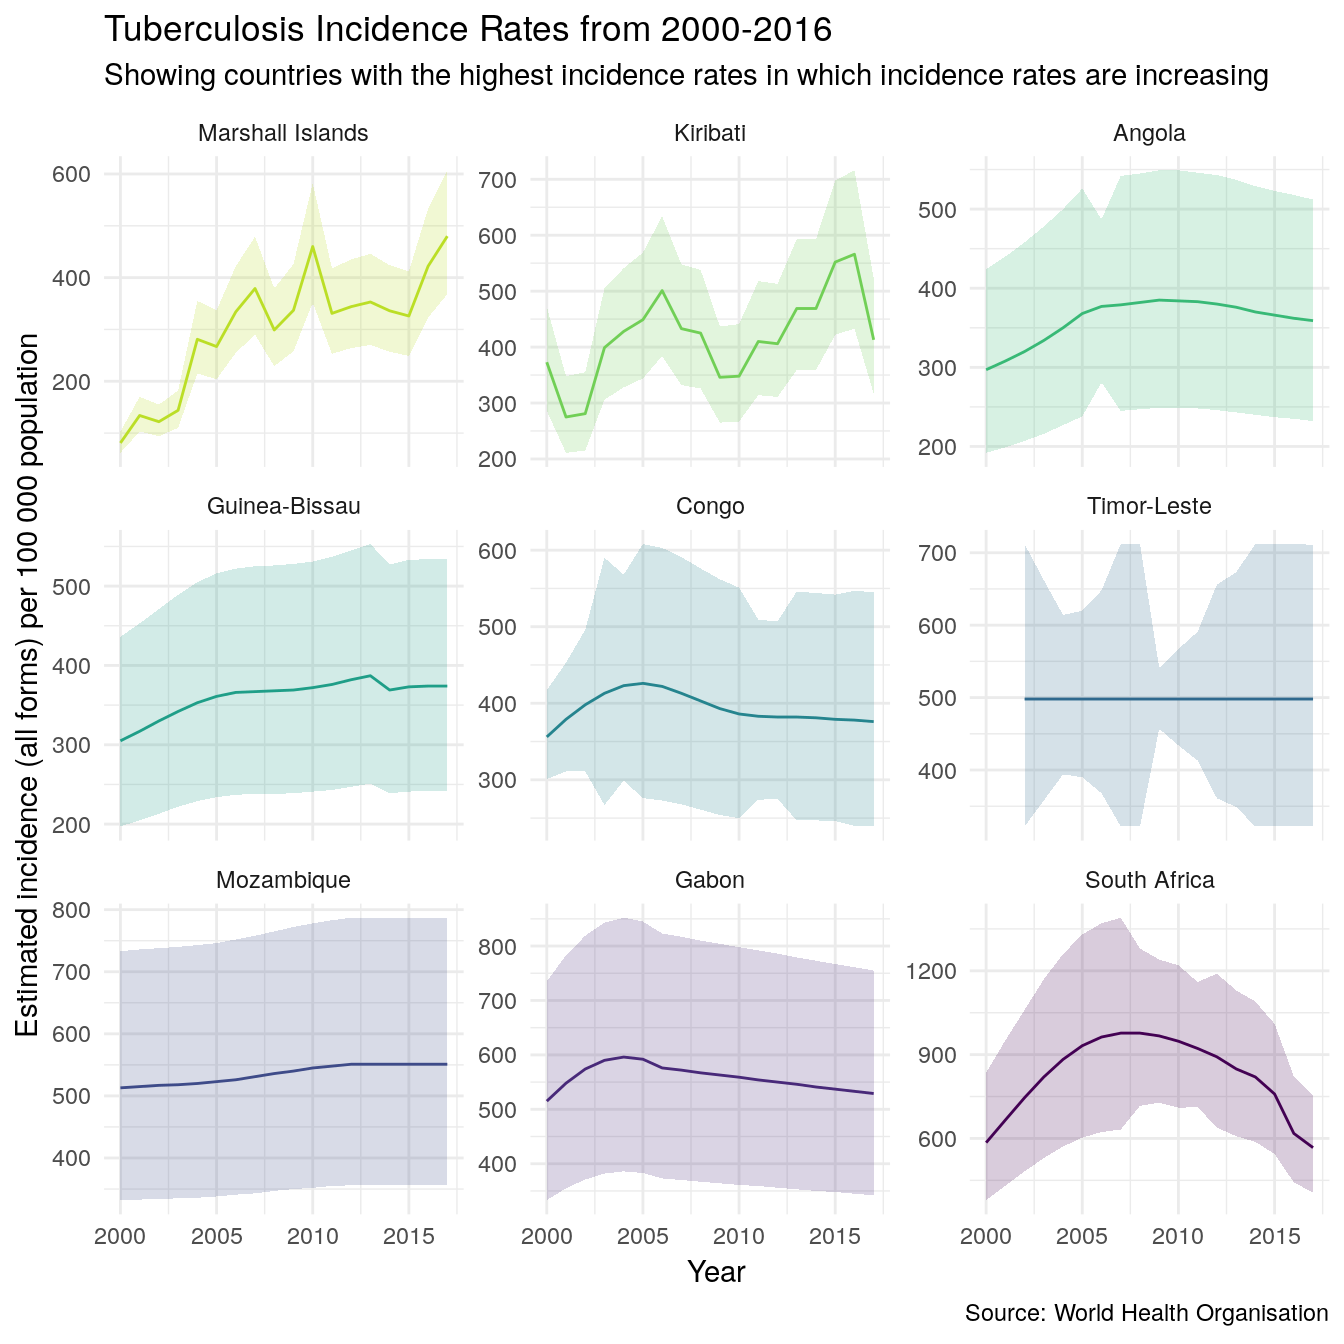 Tuberculosis Incidence Rates from 2000-2016
Showing countries with the highest incidence rates in which incidence rates are increasing
Estimated incidence (all forms) per 100 000 population
Marshall Islands
600
400
200
Kiribati
700
600
500
400
300
200
Angola
500
400
300
200
Guinea-Bissau
500
400
300
200
Congo
600
500
400
300
Timor-Leste
700
600
500
400
Mozambique
800
700
600
500
400
Gabon
800
700
600
500
400
South Africa
1200
900
600
2000 2005 2010 2015
2000 2005 2010 2015
2000 2005 2010 2015
Year
Source: World Health Organisation